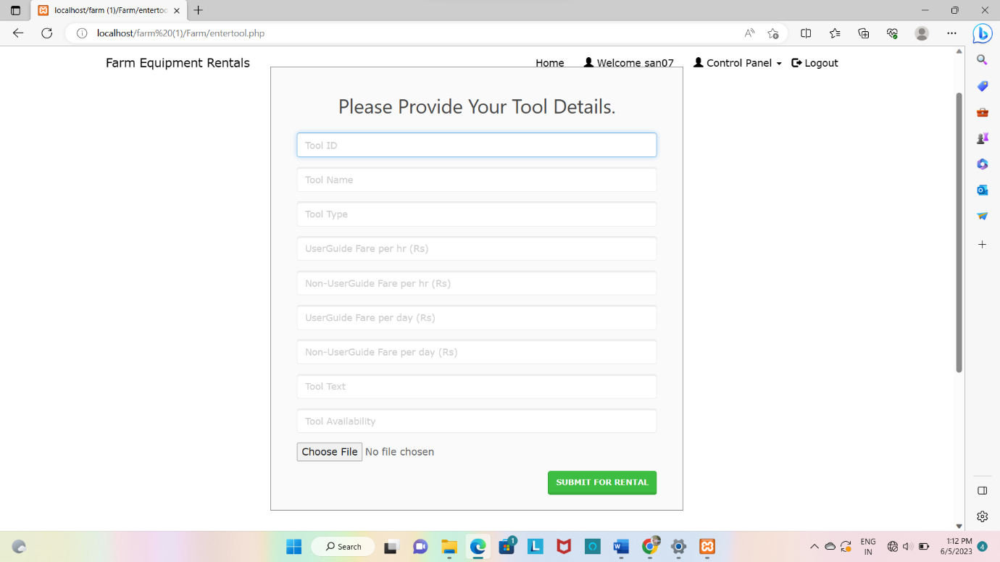 localhost/farm (1)/Farm/enterto
localhost/farm%20(1)/Farm/entertool.php
Farm Equipment Rentals
Home
Welcome san07
Control Panel
Logout
Please Provide Your Tool Details.
Tool ID
Tool Name
Tool Type
UserGuide Fare per hr (Rs)
Non-UserGuide Fare per hr (Rs)
UserGuide Fare per day (Rs)
Non-UserGuide Fare per day (Rs)
Tool Text
Tool Availability
Choose File No file chosen
SUBMIT FOR RENTAL
Search
1
ENG
IN
1:12 PM
6/5/2023
4